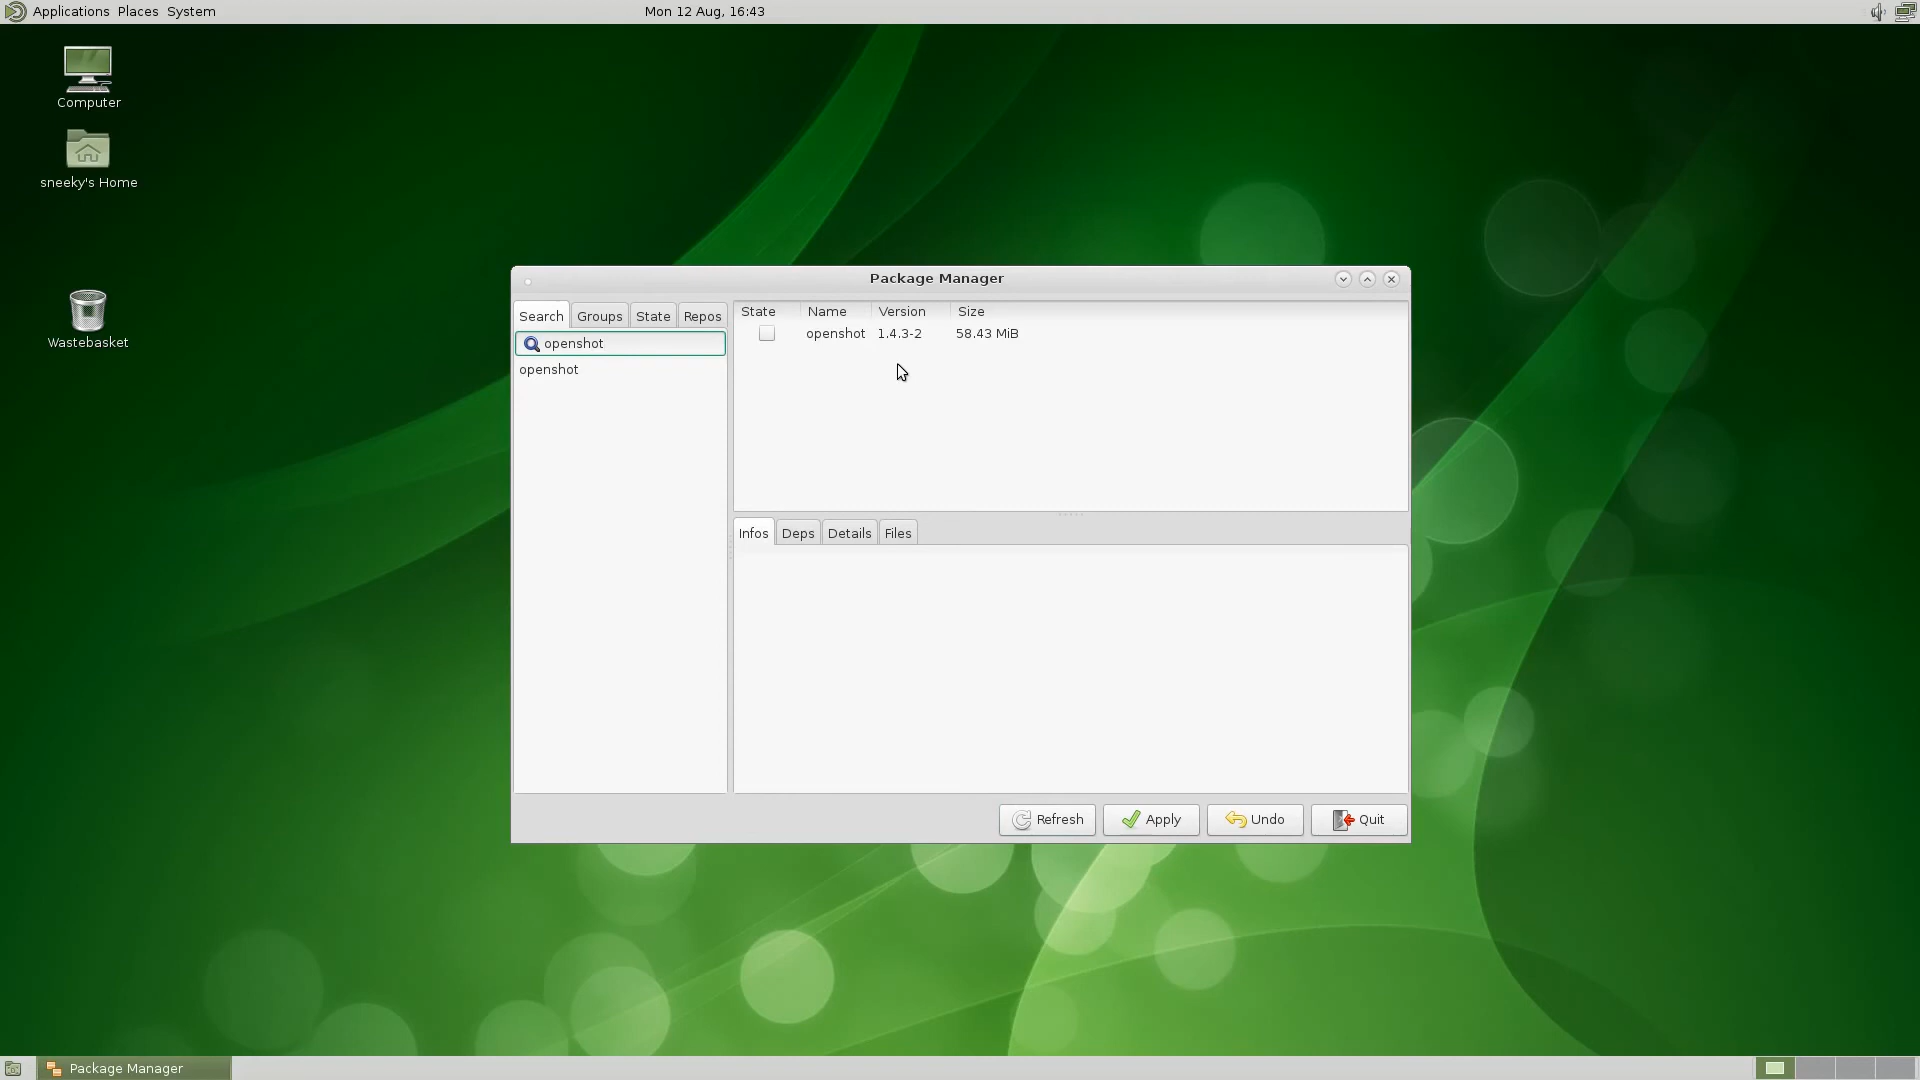 Applications Places System
Mon 12 Aug, 16:43
Computer
sneeky's Home
Wastebasket
Package Manager
Search Groups State Repos
openshot
openshot
State Name Version Size
openshot 1.4.3-2 58.43 MiB
Infos Deps Details Files
Refresh Apply Undo Quit
Package Manager